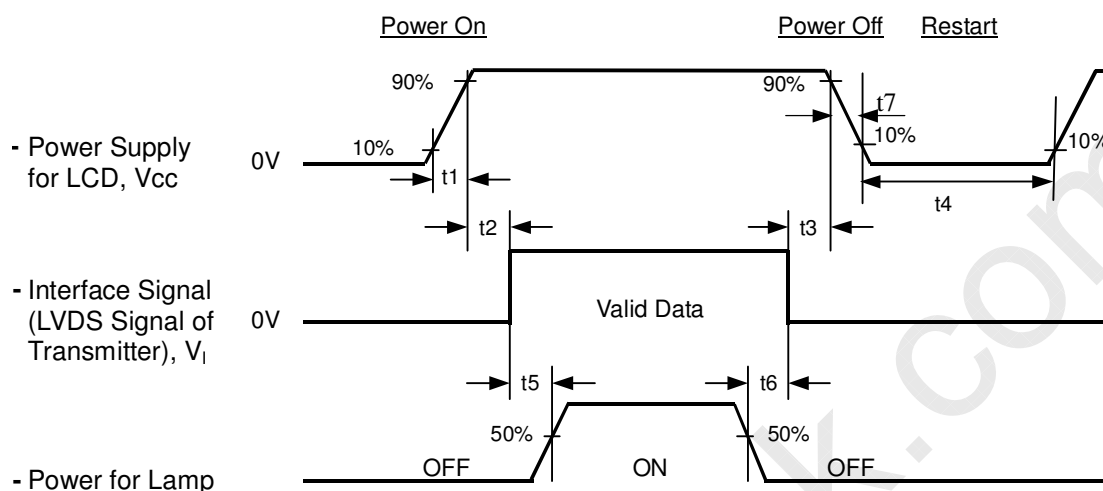 Power On
Power Off
Restart
90%
90%
t7
10%
10%
10%
- Power Supply
for LCD, Vcc
0V
t1
t4
t2
t3
- Interface Signal
(LVDS Signal of
Transmitter), VI
0V
Valid Data
t5
t6
50%
50%
- Power for Lamp
OFF
ON
OFF
k.com